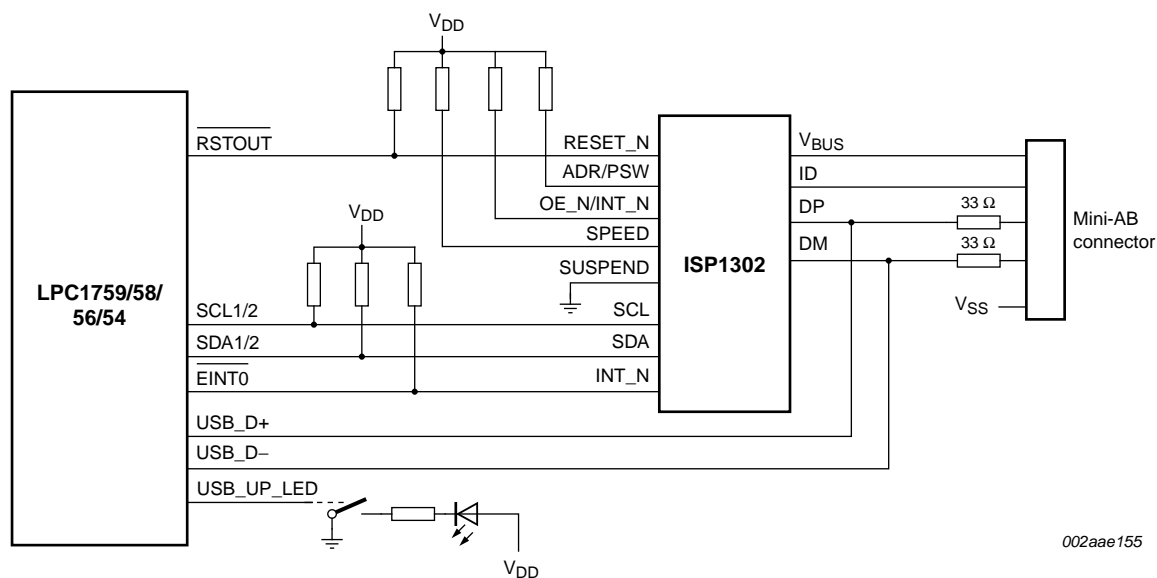 VDD
RSTOUT
RESET_N
ADR/PSW
OE_N/INT_N
SPEED
SUSPEND
VDD
LPC1759/58/
56/54
SCL1/2
SCL
SDA1/2
SDA
EINT0
INT_N
USB_D+
USB_D−
USB_UP_LED
VDD
ISP1302
VBUS
ID
DP
33 Ω
DM
33 Ω
VSS
Mini-AB
connector
002aae155